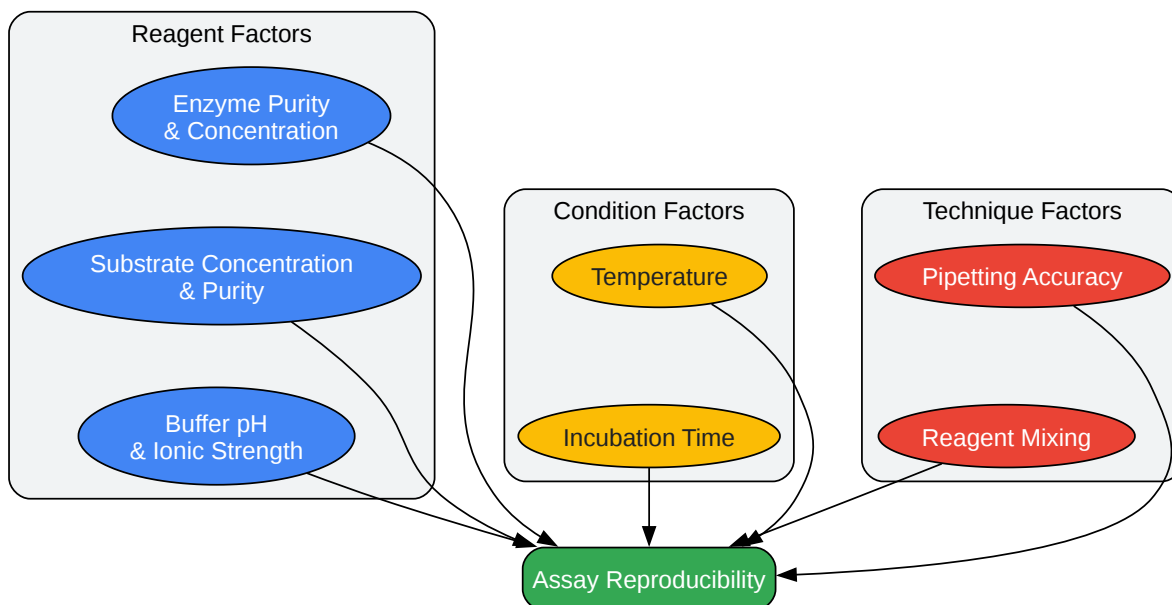 Reagent Factors
Enzyme Purity
& Concentration
Substrate Concentration
& Purity
Buffer pH
& Ionic Strength
Condition Factors
Temperature
Incubation Time
Technique Factors
Pipetting Accuracy
Reagent Mixing
Assay Reproducibility